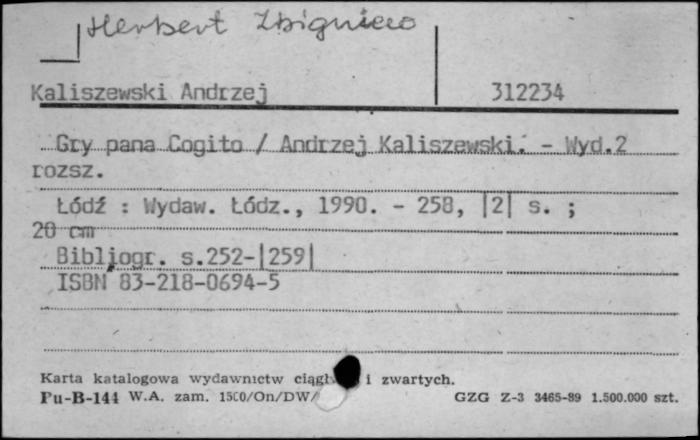 Herbert Zbigniew
Kaliszewski Andrzej 312234
Gry pana Cogito / Andrzej Kaliszewski. - Wyd.2
rozsz.
Łódź : Wydaw. Łódz., 1990. - 258, |2| s. ;
20 cm
Bibljogr. s.252-|259|
ISBN 83-218-0694-5
Karta katalogowa wydawnictw i zwartych.
Pu-B-144 W.A. zam. 1500/On/DW/ GZG Z-3 3465-89 1.500.000 szt.